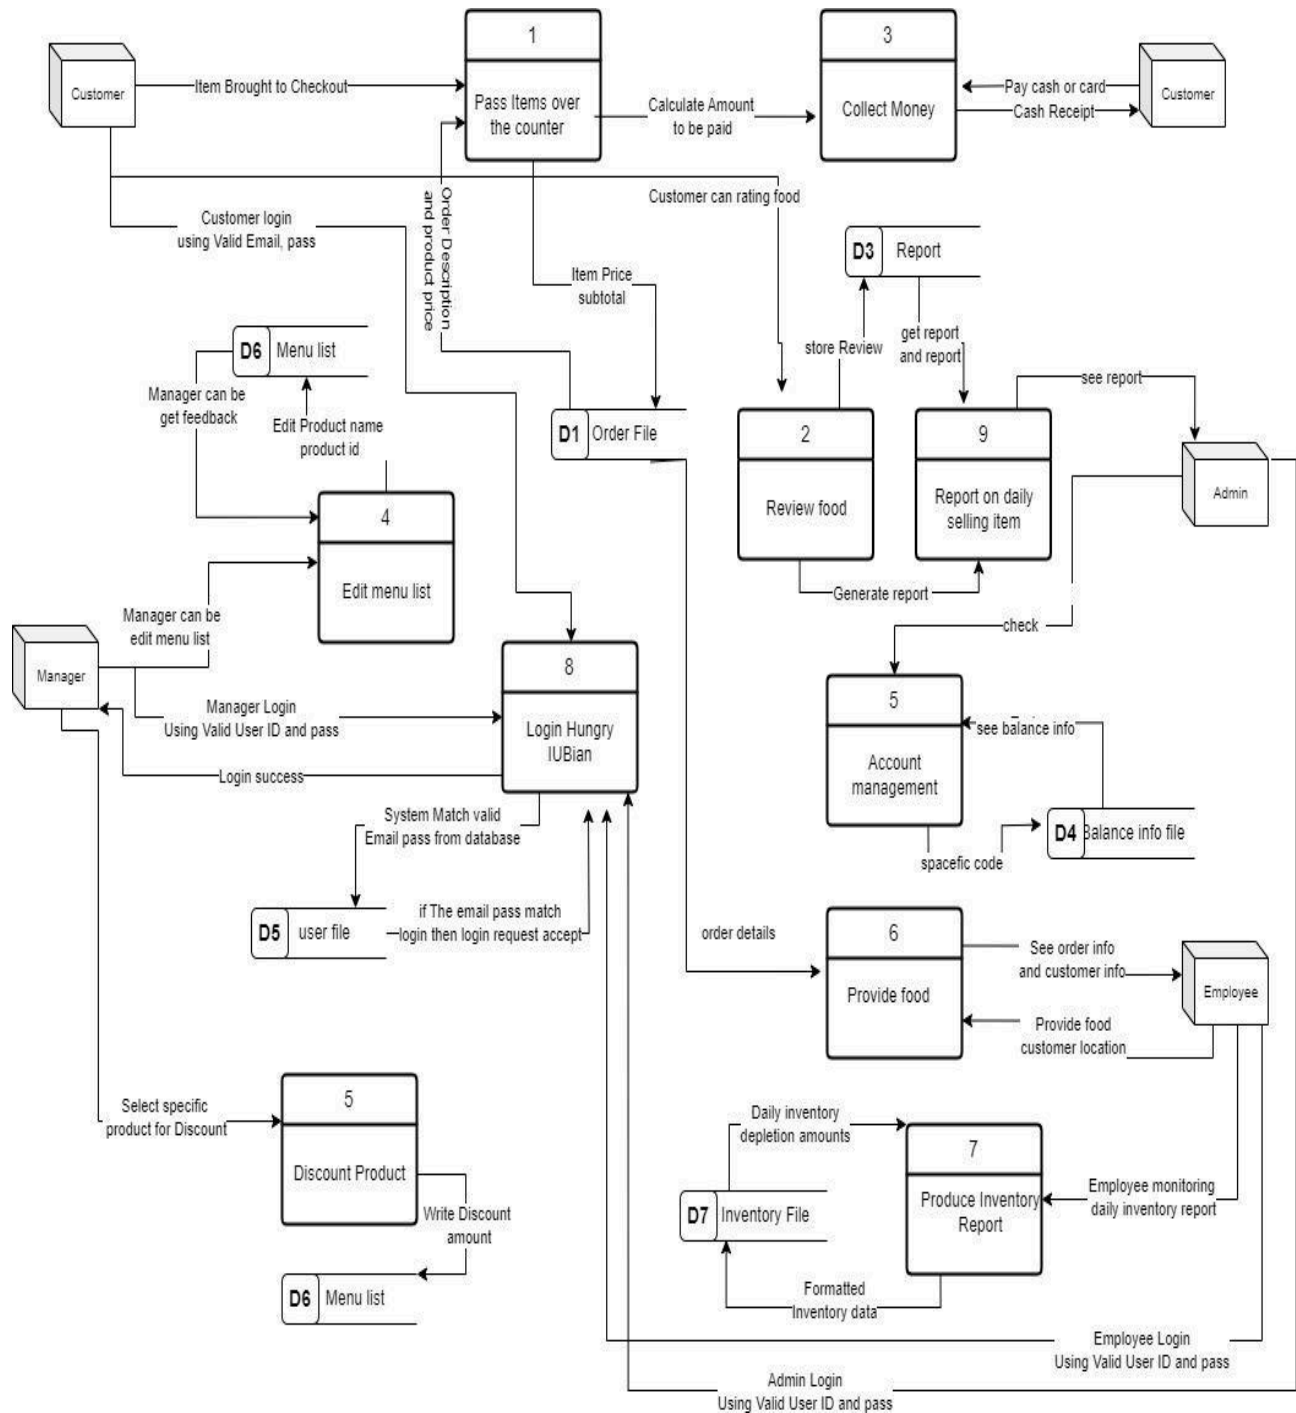 1
3
Customer
Item Brought to Checkout
Pass Items over
the counter
Calculate Amount
to be paid
Collect Money
Pay cash or card
Cash Receipt
Customer
Customer can rating food
Order Description
and product price
Customer login
using Valid Email, pass
Item Price
subtotal
D3
Report
D6
Menu list
store Review
get report
and report
Manager can be
get feedback
Edit Product name
product id
see report
D1
Order File
2
9
Review food
Report on daily
selling item
Admin
4
Edit menu list
Generate report
Manager can be
edit menu list
check
Manager
8
Login Hungry
IUBian
Manager Login
Using Valid User ID and pass
Login success
5
Account
management
see balance info
System Match valid
Email pass from database
D4
Balance info file
spacefic code
D5
user file
if The email pass match
login then login request accept
order details
6
Provide food
See order info
and customer info
Employee
Provide food
customer location
5
Discount Product
Select specific
product for Discount
Daily inventory
depletion amounts
7
Produce Inventory
Report
Employee monitoring
daily inventory report
D7
Inventory File
Write Discount
amount
D6
Menu list
Formatted
Inventory data
Employee Login
Using Valid User ID and pass
Admin Login
Using Valid User ID and pass